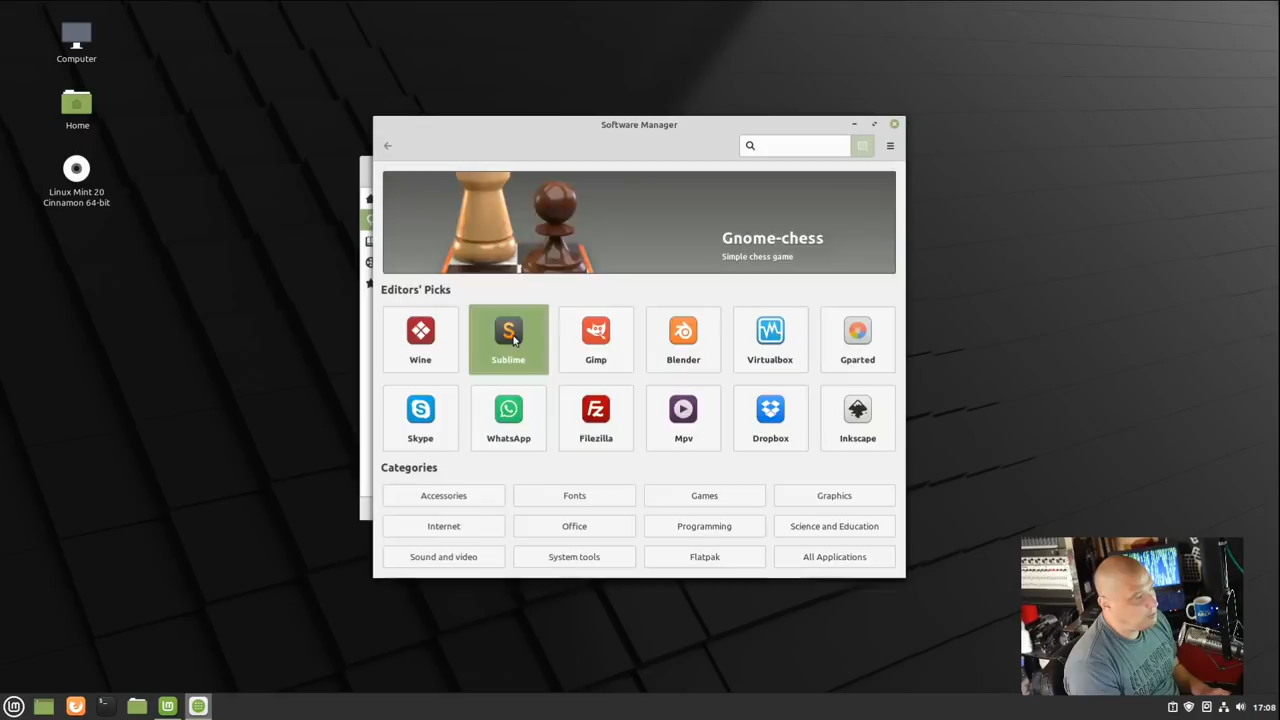 Computer
Home
Linux Mint 20
Cinnamon 64-bit
Software Manager
Gnome-chess
Simple chess game
Editors' Picks
Wine
Sublime
Gimp
Blender
Virtualbox
Gparted
Skype
WhatsApp
Filezilla
Mpv
Dropbox
Inkscape
Categories
Accessories
Fonts
Games
Graphics
Internet
Office
Programming
Science and Education
Sound and video
System tools
Flatpak
All Applications
17:08